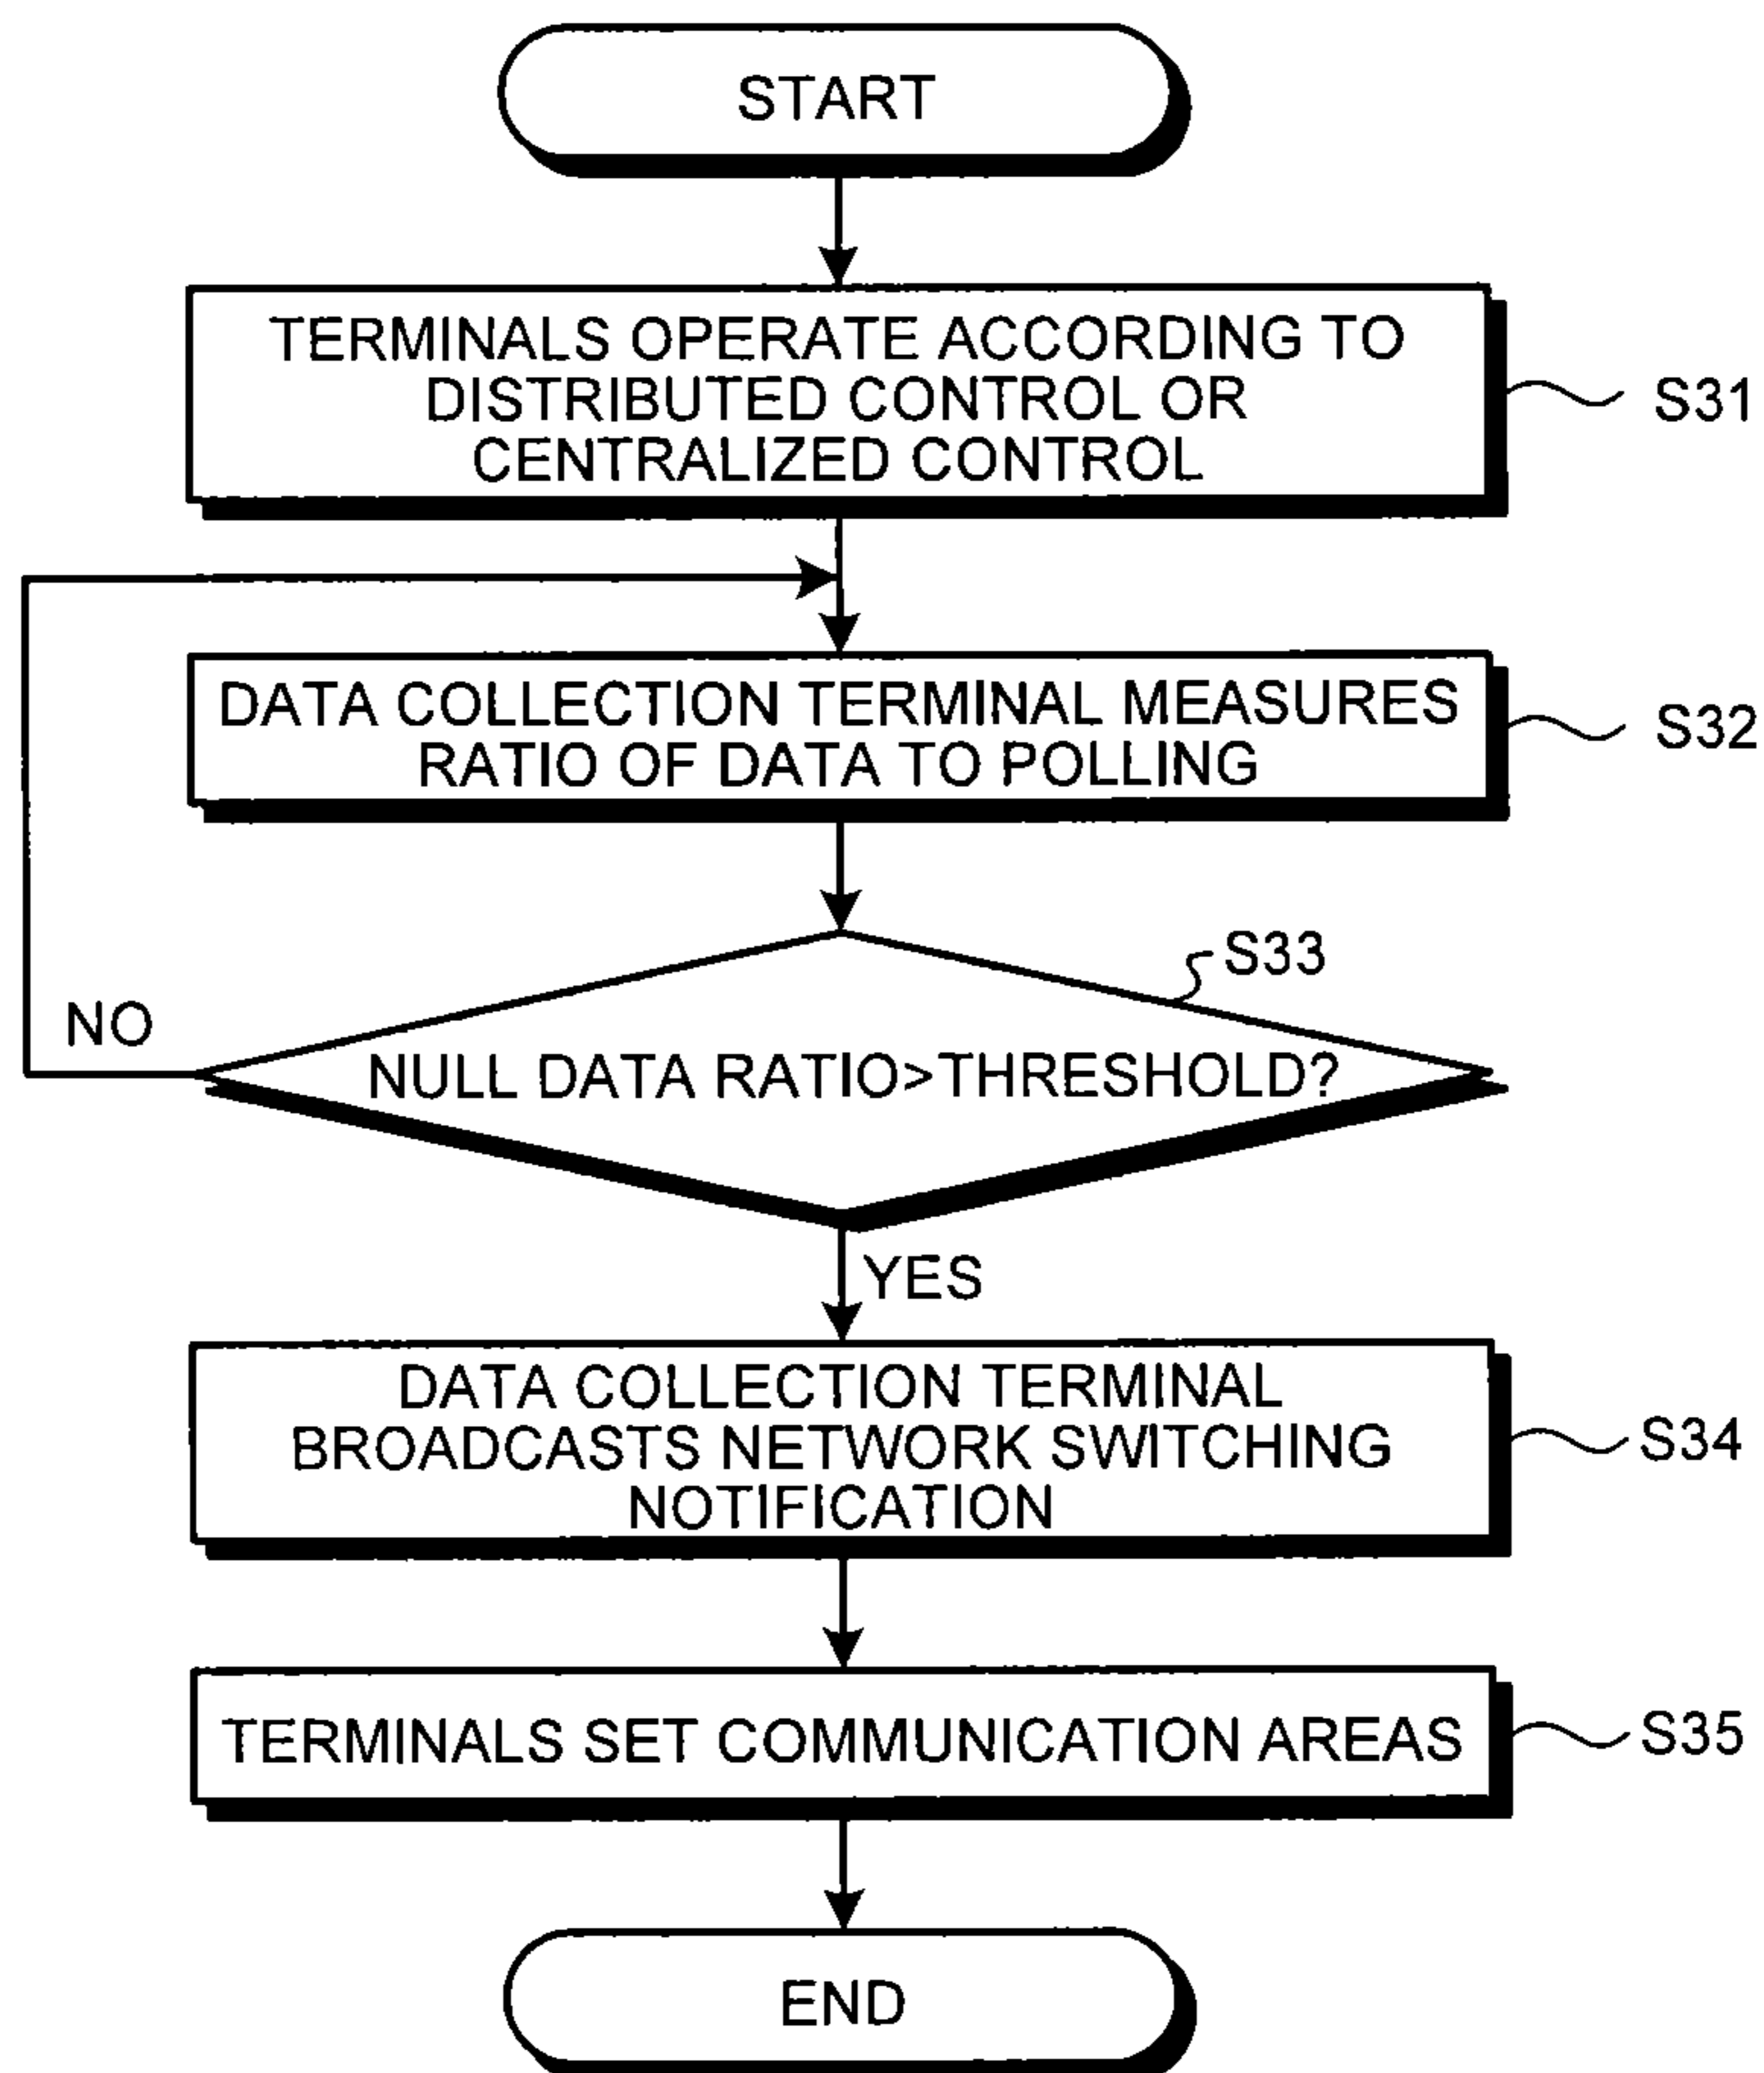 START
TERMINALS OPERATE ACCORDING TO
DISTRIBUTED CONTROL OR
CENTRALIZED CONTROL
S31
DATA COLLECTION TERMINAL MEASURES
RATIO OF DATA TO POLLING
S32
S33
NO
NULL DATA RATIO>THRESHOLD?
YES
DATA COLLECTION TERMINAL
BROADCASTS NETWORK SWITCHING
NOTIFICATION
S34
TERMINALS SET COMMUNICATION AREAS
S35
END